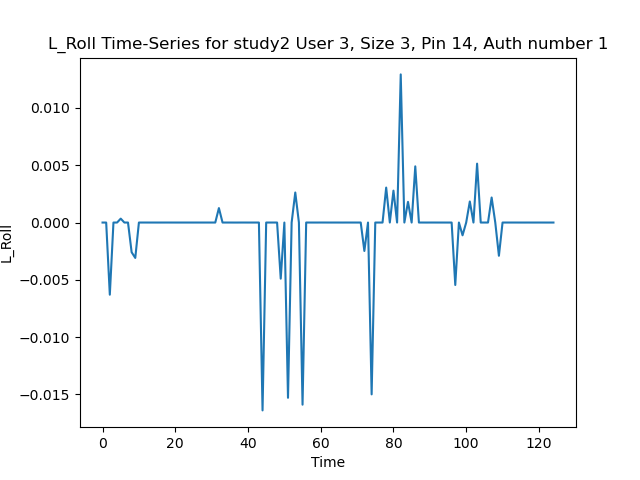 L_Roll Time-Series for study2 User 3, Size 3, Pin 14, Auth number 1
0.010
0.005
0.000
−0.005
−0.010
−0.015
L_Roll
0 20 40 60 80 100 120
Time